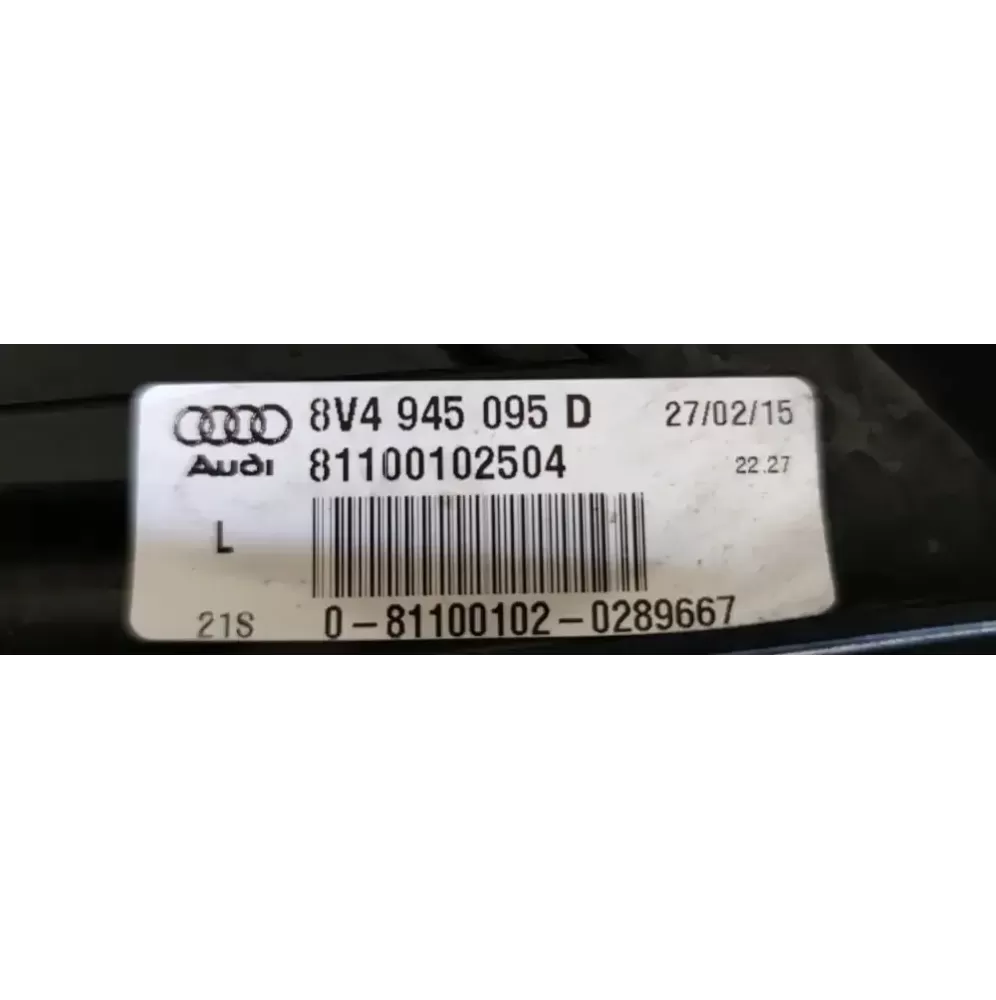 8V4 945 095 D 27/02/15
Audi 81100102504 22.27
L
21S 0-81100102-0289667